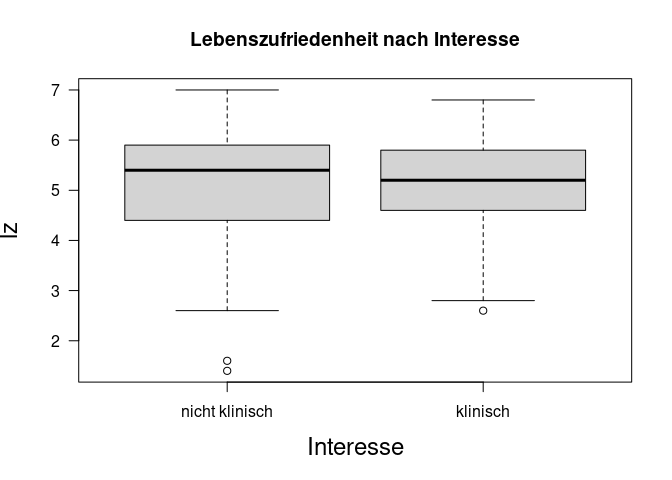 Lebenszufriedenheit nach Interesse
7
6
5
4
3
2
lz
nicht klinisch klinisch
Interesse